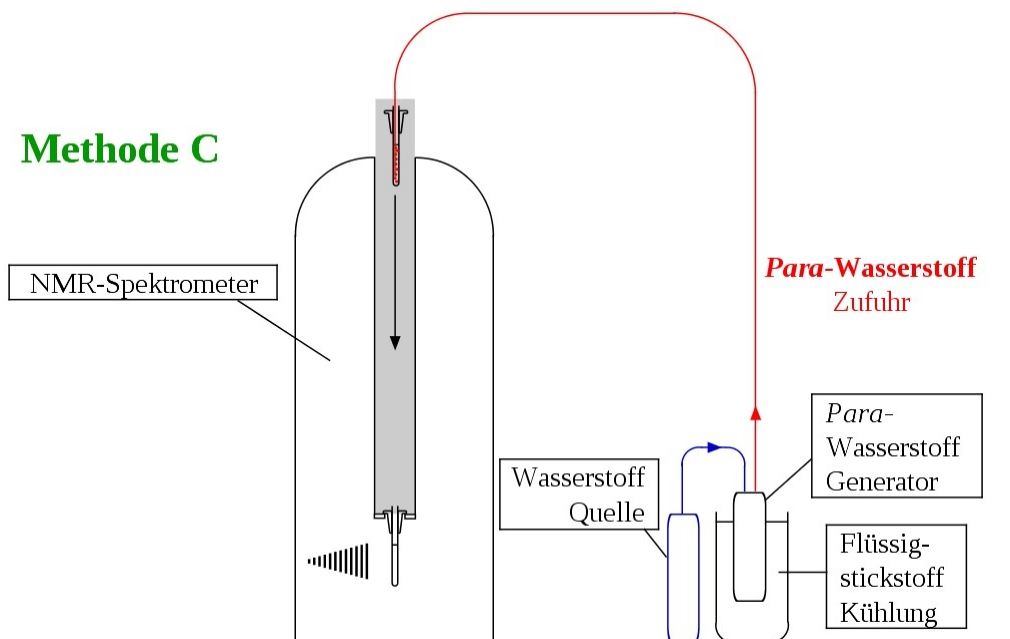 Methode C
NMR-Spektrometer
Para-Wasserstoff
Zufuhr
Para-
Wasserstoff
Generator
Wasserstoff
Quelle
Flüssig-
stickstoff
Kühlung